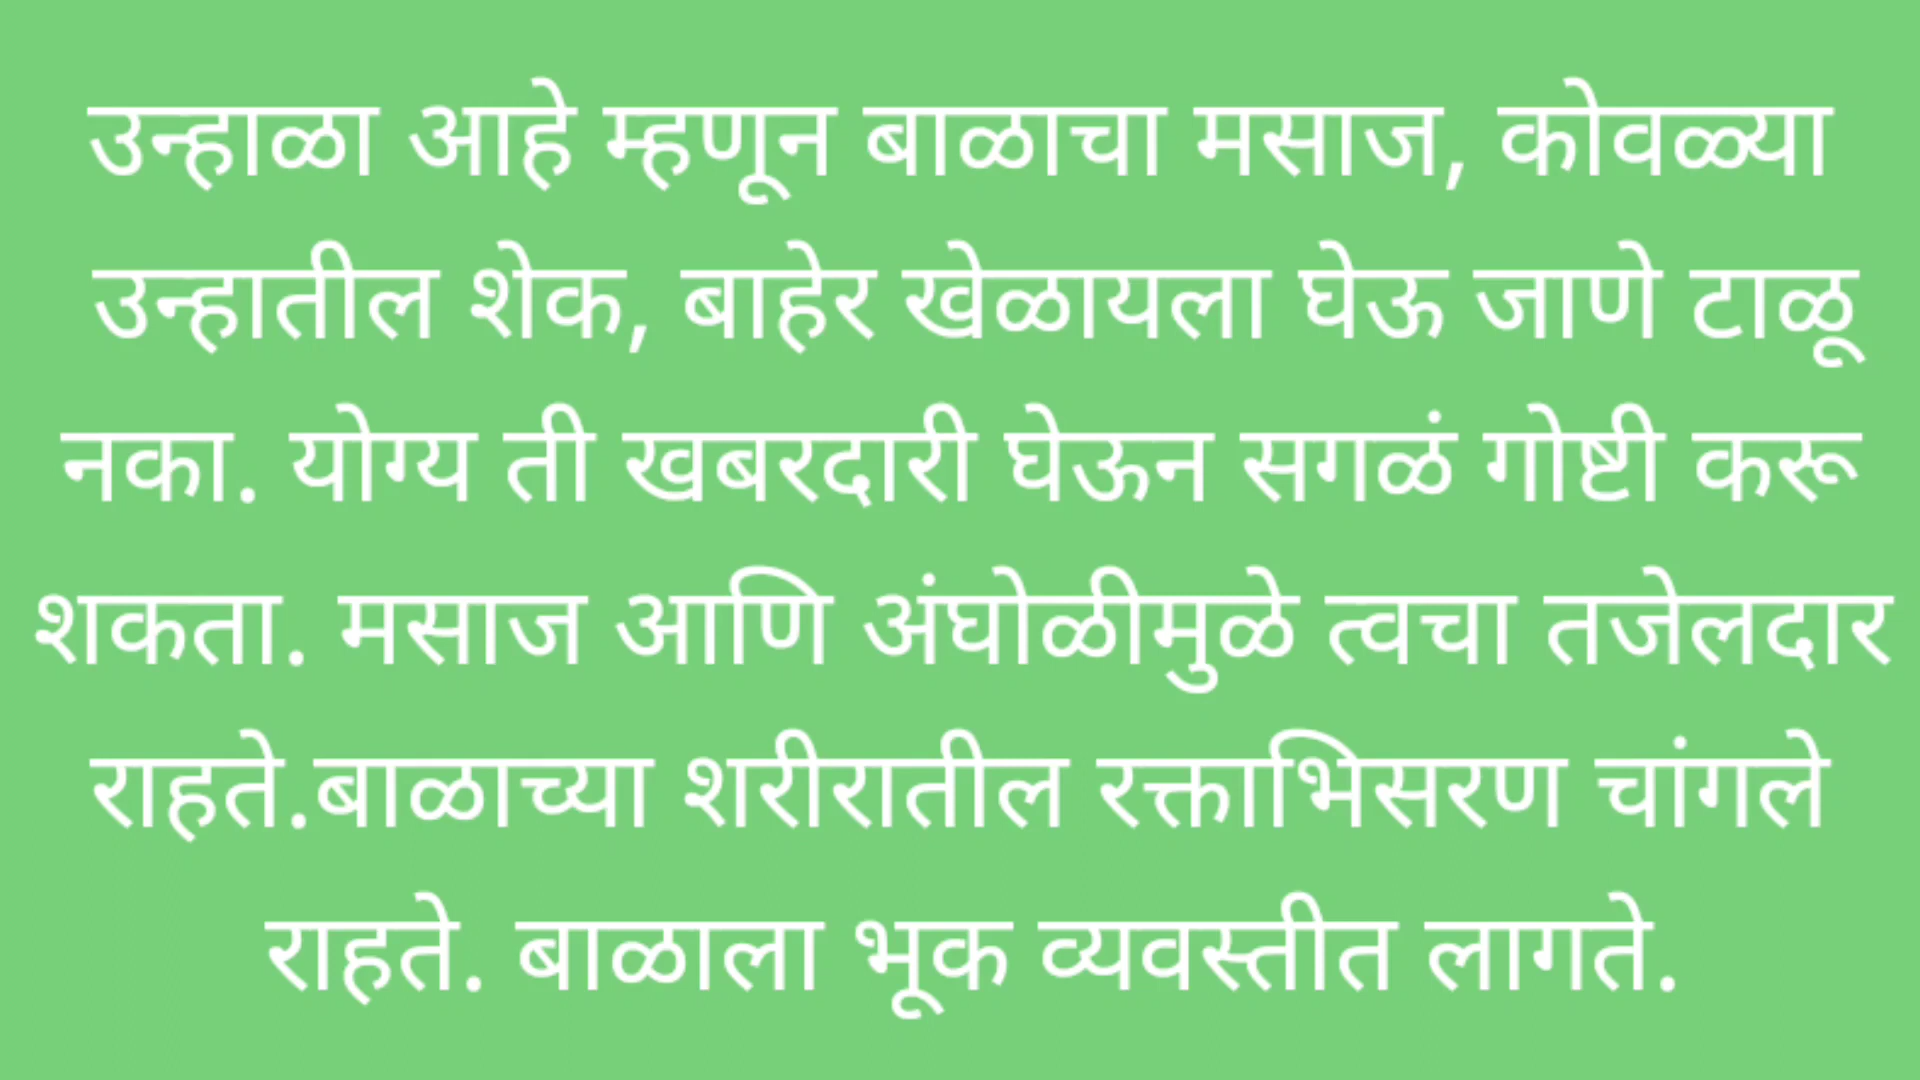 उन्हाळा आहे म्हणून बाळाचा मसाज, कोवळ्या
उन्हातील शेक, बाहेर खेळायला घेऊ जाणे टाळू
नका. योग्य ती खबरदारी घेऊन सगळं गोष्टी करू
शकता. मसाज आणि अंघोळीमुळे त्वचा तजेलदार
राहते.बाळाच्या शरीरातील रक्ताभिसरण चांगले
राहते. बाळाला भूक व्यवस्तीत लागते.